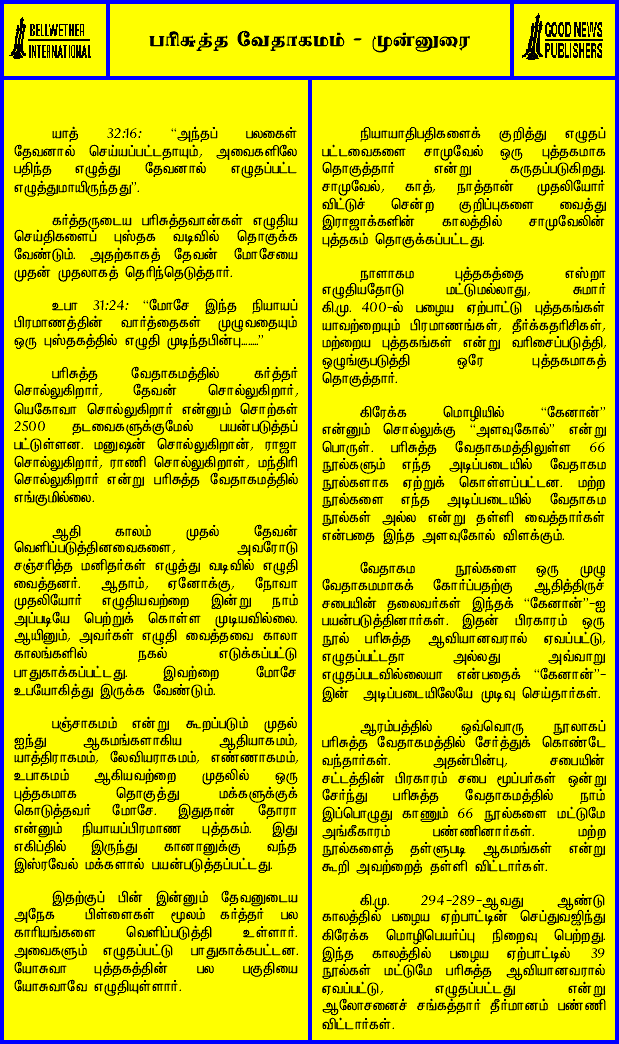 BELLWETHER
INTERNATIONAL
பரிசுத்த வேதாகமம் - முன்னுரை
GOOD NEWS
PUBLISHERS
யாத் 32:16: “அந்தப் பலகைகள்
தேவனால் செய்யப்பட்டதாயும், அவைகளிலே
பதிந்த எழுத்து தேவனால் எழுதப்பட்ட
எழுத்துமாயிருந்தது”.
கர்த்தருடைய பரிசுத்தவான்கள் எழுதிய
செய்திகளைப் புஸ்தக வடிவில் தொகுக்க
வேண்டும். அதற்காகத் தேவன் மோசேயை
முதன் முதலாகத் தெரிந்தெடுத்தார்.
உபா 31:24: “மோசே இந்த நியாயப்
பிரமாணத்தின் வார்த்தைகள் முழுவதையும்
ஒரு புஸ்தகத்தில் எழுதி முடிந்தபின்பு.......”
பரிசுத்த வேதாகமத்தில் கர்த்தர்
சொல்லுகிறார், தேவன் சொல்லுகிறார்,
யெகோவா சொல்லுகிறார் என்னும் சொற்கள்
2500 தடவைகளுக்குமேல் பயன்படுத்தப்
பட்டுள்ளன. மனுஷன் சொல்லுகிறான், ராஜா
சொல்லுகிறார், ராணி சொல்லுகிறாள், மந்திரி
சொல்லுகிறார் என்று பரிசுத்த வேதாகமத்தில்
எங்குமில்லை.
ஆதி காலம் முதல் தேவன்
வெளிப்படுத்தினவைகளை, அவரோடு
சஞ்சரித்த மனிதர்கள் எழுத்து வடிவில் எழுதி
வைத்தனர். ஆதாம், ஏனோக்கு, நோவா
முதலியோர் எழுதியவற்றை இன்று நாம்
அப்படியே பெற்றுக் கொள்ள முடியவில்லை.
ஆயினும், அவர்கள் எழுதி வைத்தவை காலா
காலங்களில் நகல் எடுக்கப்பட்டு
பாதுகாக்கப்பட்டது. இவற்றை மோசே
உபயோகித்து இருக்க வேண்டும்.
பஞ்சாகமம் என்று கூறப்படும் முதல்
ஐந்து ஆகமங்களாகிய ஆதியாகமம்,
யாத்திராகமம், லேவியராகமம், எண்ணாகமம்,
உபாகமம் ஆகியவற்றை முதலில் ஒரு
புத்தகமாக தொகுத்து மக்களுக்குக்
கொடுத்தவர் மோசே. இதுதான் தோரா
என்னும் நியாயப்பிரமாண புத்தகம். இது
எகிப்தில் இருந்து கானானுக்கு வந்த
இஸ்ரவேல் மக்களால் பயன்படுத்தப்பட்டது.
இதற்குப் பின் இன்னும் தேவனுடைய
அநேக பிள்ளைகள் மூலம் கர்த்தர் பல
காரியங்களை வெளிப்படுத்தி உள்ளார்.
அவைகளும் எழுதப்பட்டு பாதுகாக்கபட்டன.
யோசுவா புத்தகத்தின் பல பகுதியை
யோசுவாவே எழுதியுள்ளார்.
நியாயாதிபதிகளைக் குறித்து எழுதப்
பட்டவைகளை சாமுவேல் ஒரு புத்தகமாக
தொகுத்தார் என்று கருதப்படுகிறது.
சாமுவேல், காத், நாத்தான் முதலியோர்
விட்டுச் சென்ற குறிப்புகளை வைத்து
இராஜாக்களின் காலத்தில் சாமுவேலின்
புத்தகம் தொகுக்கப்பட்டது.
நாளாகம புத்தகத்தை எஸ்றா
எழுதியதோடு மட்டுமல்லாது, சுமார்
கி.மு. 400-ல் பழைய ஏற்பாட்டு புத்தகங்கள்
யாவற்றையும் பிரமாணங்கள், தீர்க்கதரிசிகள்,
மற்றைய புத்தகங்கள் என்று வரிசைப்படுத்தி,
ஒழுங்குபடுத்தி ஒரே புத்தகமாகத்
தொகுத்தார்.
கிரேக்க மொழியில் “கேனான்”
என்னும் சொல்லுக்கு “அளவுகோல்” என்று
பொருள். பரிசுத்த வேதாகமத்திலுள்ள 66
நூல்களும் எந்த அடிப்படையில் வேதாகம
நூல்களாக ஏற்றுக் கொள்ளப்பட்டன. மற்ற
நூல்களை எந்த அடிப்படையில் வேதாகம
நூல்கள் அல்ல என்று தள்ளி வைத்தார்கள்
என்பதை இந்த அளவுகோல் விளக்கும்.
வேதாகம நூல்களை ஒரு முழு
வேதாகமமாகக் கோர்ப்பதற்கு ஆதித்திருச்
சபையின் தலைவர்கள் இந்தக் “கேனான்”-ஐ
பயன்படுத்தினார்கள். இதன் பிரகாரம் ஒரு
நூல் பரிசுத்த ஆவியானவரால் ஏவப்பட்டு,
எழுதப்பட்டதா அல்லது அவ்வாறு
எழுதப்படவில்லையா என்பதைக் “கேனான்”-
இன் அடிப்படையிலேயே முடிவு செய்தார்கள்.
ஆரம்பத்தில் ஒவ்வொரு நூலாகப்
பரிசுத்த வேதாகமத்தில் சேர்த்துக் கொண்டே
வந்தார்கள். அதன்பின்பு, சபையின்
சட்டத்தின் பிரகாரம் சபை மூப்பர்கள் ஒன்று
சேர்ந்து பரிசுத்த வேதாகமத்தில் நாம்
இப்பொழுது காணும் 66 நூல்களை மட்டுமே
அங்கீகாரம் பண்ணினார்கள். மற்ற
நூல்களைத் தள்ளுபடி ஆகமங்கள் என்று
கூறி அவற்றைத் தள்ளி விட்டார்கள்.
கி.மு. 294-289-ஆவது ஆண்டு
காலத்தில் பழைய ஏற்பாட்டின் செப்துவஜிந்து
கிரேக்க மொழிபெயர்ப்பு நிறைவு பெற்றது.
இந்த காலத்தில் பழைய ஏற்பாட்டில் 39
நூல்கள் மட்டுமே பரிசுத்த ஆவியானவரால்
ஏவப்பட்டு, எழுதப்பட்டது என்று
ஆலோசனைச் சங்கத்தார் தீர்மானம் பண்ணி
விட்டார்கள்.